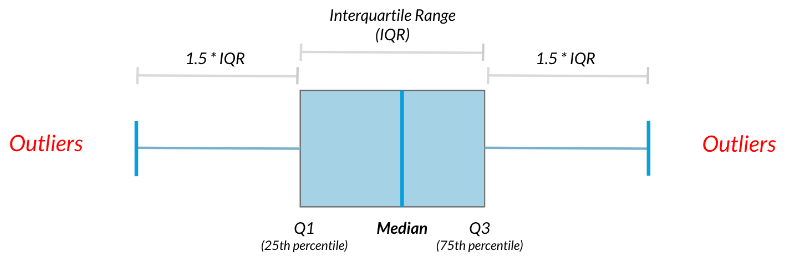 Interquartile Range
(IQR)
1.5 * IQR
1.5 * IQR
Outliers
Outliers
Q1
(25th percentile)
Median
Q3
(75th percentile)